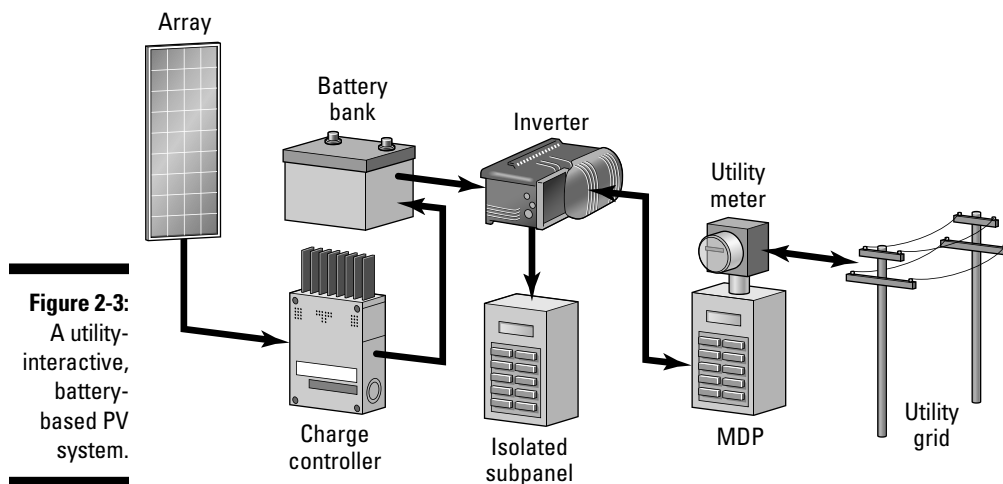 Array
Battery
bank
Inverter
Utility
meter
Figure 2-3:
A utility-
interactive,
battery-
based PV
system.
Charge
controller
Isolated
subpanel
MDP
Utility
grid